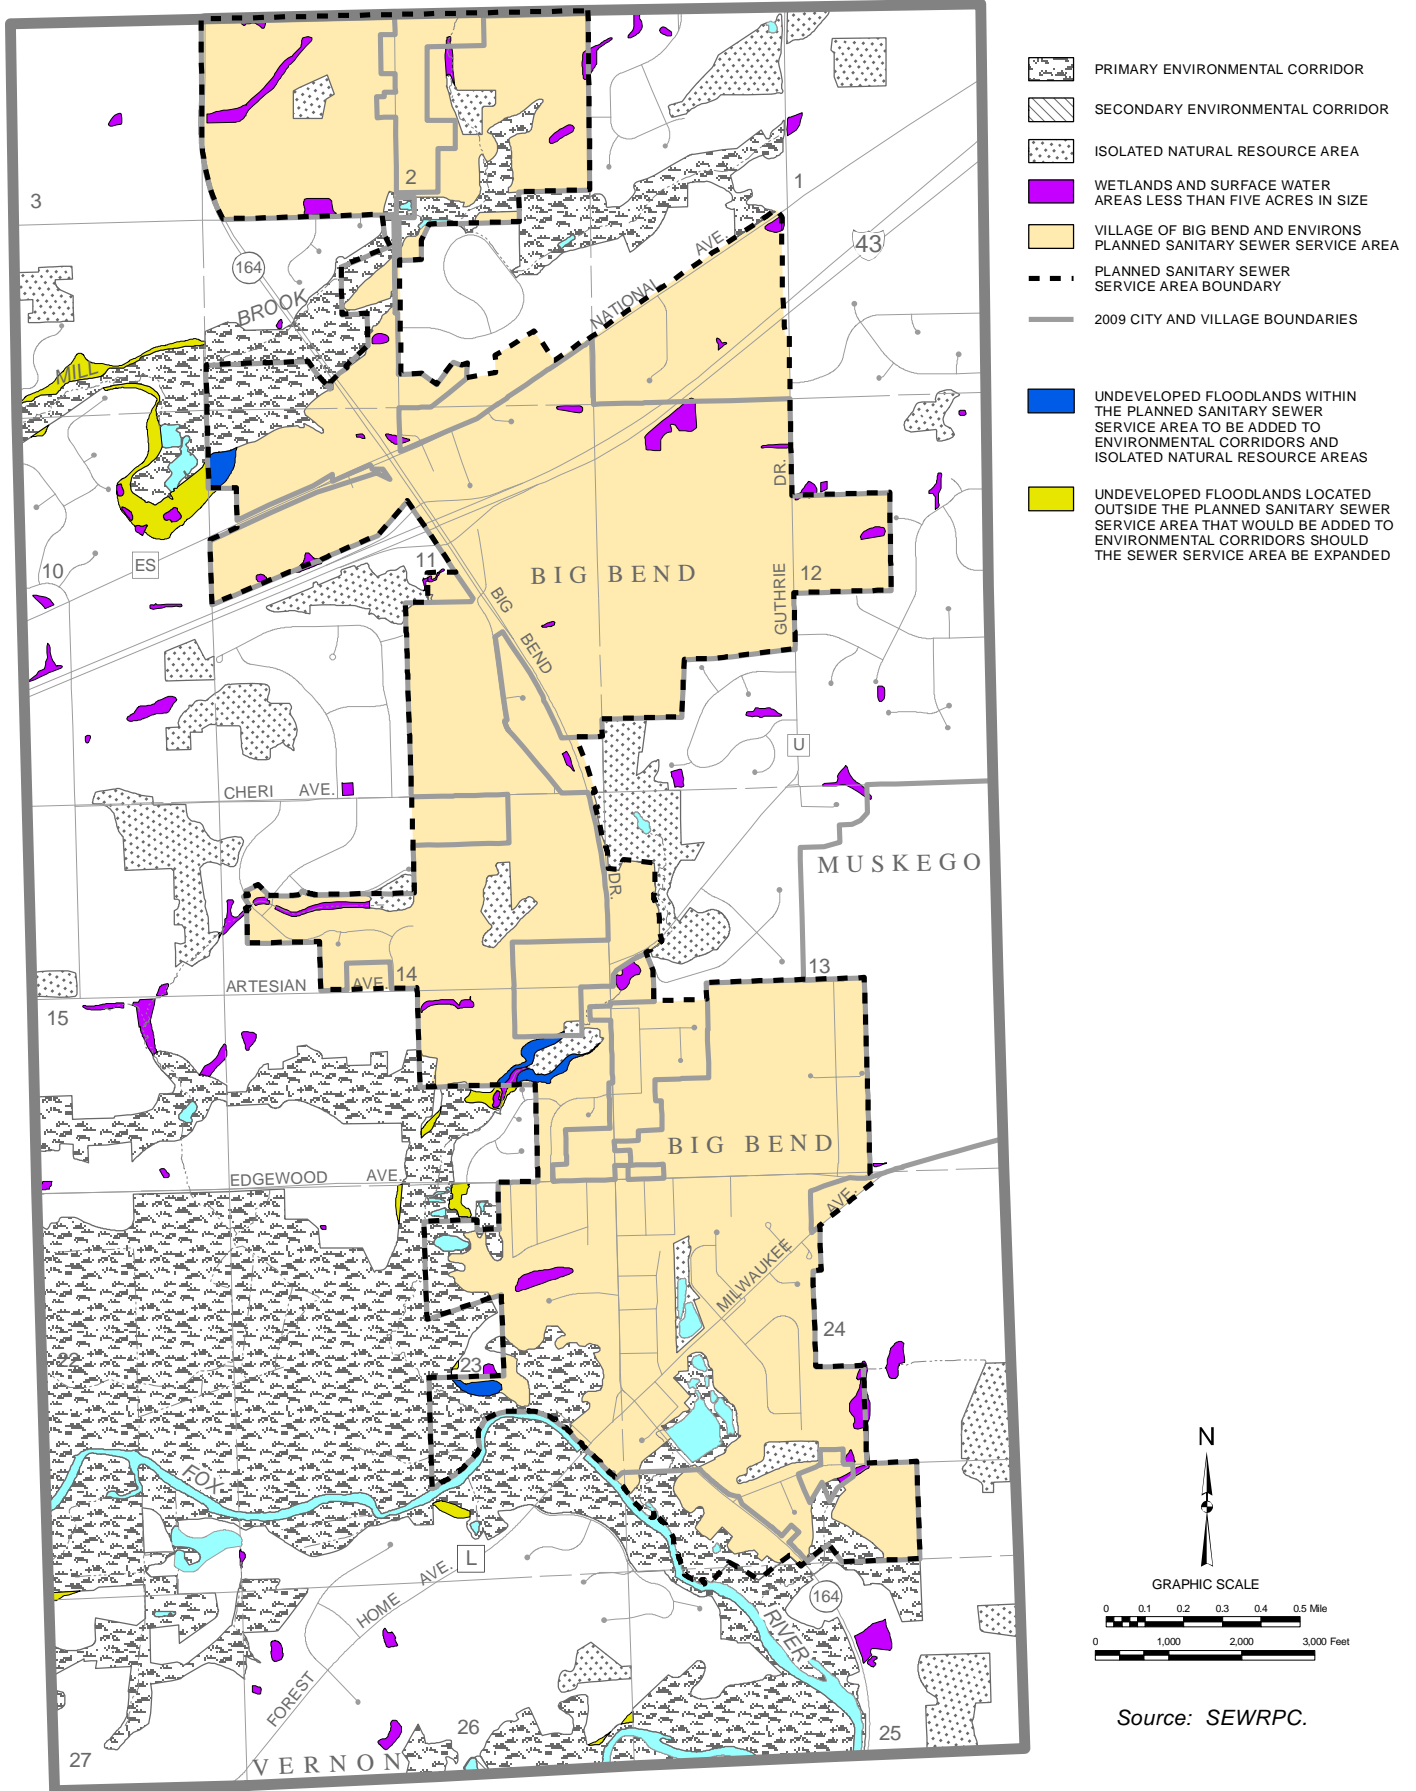 PRIMARY ENVIRONMENTAL CORRIDOR
SECONDARY ENVIRONMENTAL CORRIDOR
ISOLATED NATURAL RESOURCE AREA
WETLANDS AND SURFACE WATER
AREAS LESS THAN FIVE ACRES IN SIZE
VILLAGE OF BIG BEND AND ENVIRONS
PLANNED SANITARY SEWER SERVICE AREA
PLANNED SANITARY SEWER
SERVICE AREA BOUNDARY
2009 CITY AND VILLAGE BOUNDARIES
UNDEVELOPED FLOODLANDS WITHIN
THE PLANNED SANITARY SEWER
SERVICE AREA TO BE ADDED TO
ENVIRONMENTAL CORRIDORS AND
ISOLATED NATURAL RESOURCE AREAS
UNDEVELOPED FLOODLANDS LOCATED
OUTSIDE THE PLANNED SANITARY SEWER
SERVICE AREA THAT WOULD BE ADDED TO
ENVIRONMENTAL CORRIDORS SHOULD
THE SEWER SERVICE AREA BE EXPANDED
3
2
1
164
BROOK
NATIONAL AVE.
43
MILL
DR.
10
ES
11
BIG BEND
12
GUTHRIE
BIG
BEND
U
CHERI AVE.
MUSKEGO
DR.
14
13
ARTESIAN AVE.
15
BIG BEND
EDGEWOOD AVE.
AVE.
MILWAUKEE
24
22
23
FOX
L
HOME AVE.
164
RIVER
FOREST
26
25
27
VERNON
N
GRAPHIC SCALE
0 0.1 0.2 0.3 0.4 0.5 Mile
0 1,000 2,000 3,000 Feet
Source: SEWRPC.